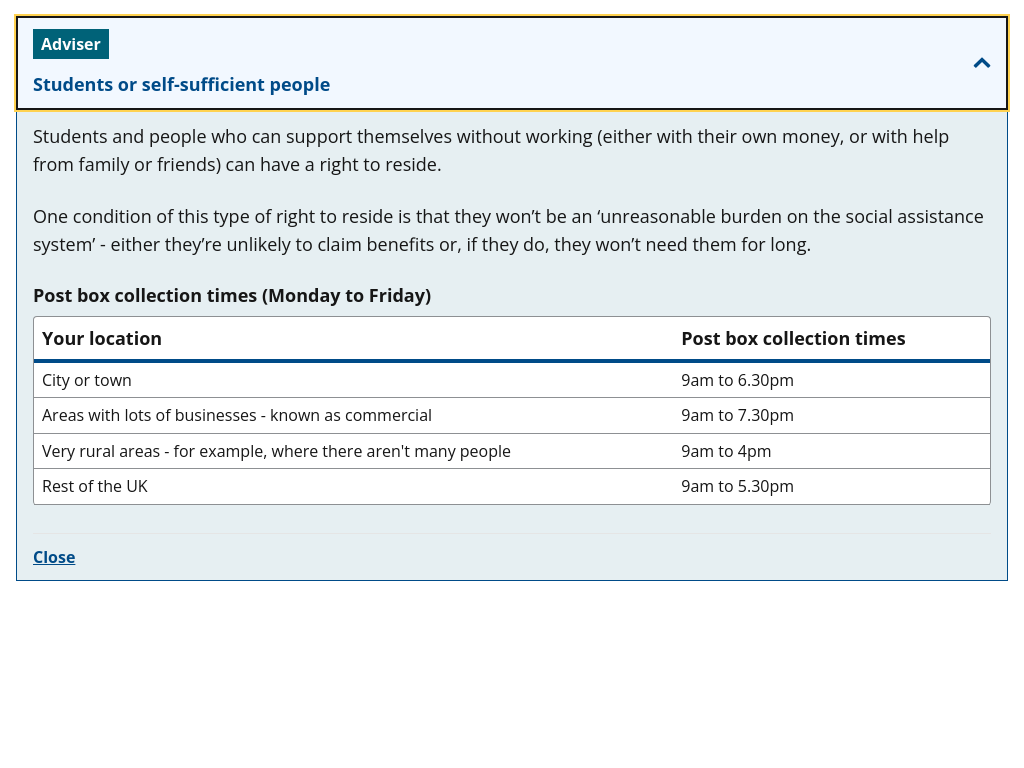 Adviser
Students or self-sufficient people
Students and people who can support themselves without working (either with their own money, or with help
from family or friends) can have a right to reside.
One condition of this type of right to reside is that they won’t be an ‘unreasonable burden on the social assistance
system’ - either they’re unlikely to claim benefits or, if they do, they won’t need them for long.
Post box collection times (Monday to Friday)
Your location Post box collection times
City or town 9am to 6.30pm
Areas with lots of businesses - known as commercial 9am to 7.30pm
Very rural areas - for example, where there aren't many people 9am to 4pm
Rest of the UK 9am to 5.30pm
Close